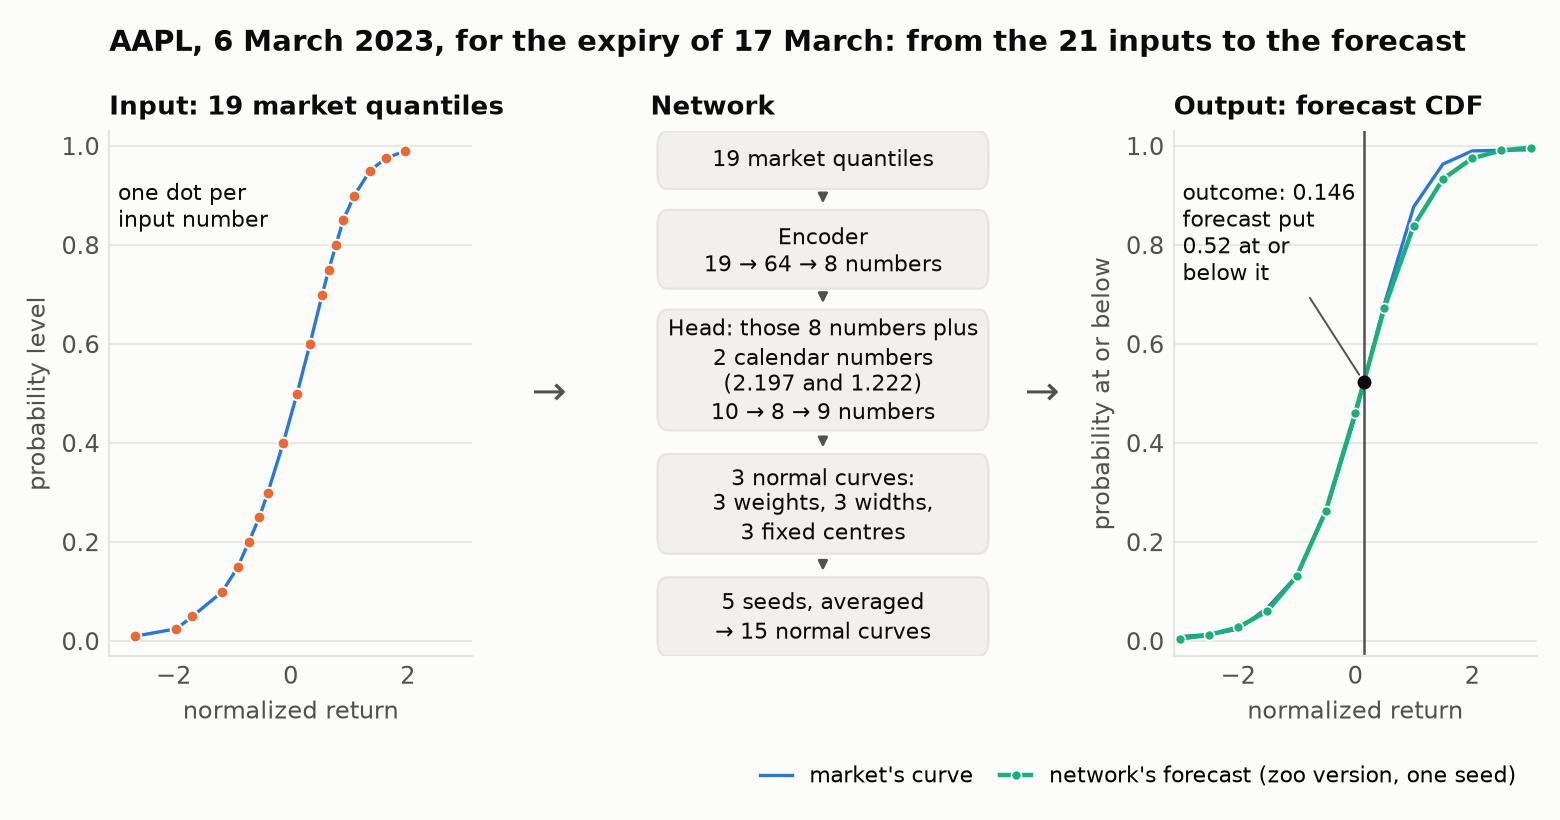 AAPL, 6 March 2023, for the expiry of 17 March: from the 21 inputs to the forecast
Input: 19 market quantiles
one dot per
input number
probability level
1.0
0.8
0.6
0.4
0.2
0.0
−2
0
2
normalized return
→
Network
19 market quantiles
Encoder
19 → 64 → 8 numbers
Head: those 8 numbers plus
2 calendar numbers
(2.197 and 1.222)
10 → 8 → 9 numbers
3 normal curves:
3 weights, 3 widths,
3 fixed centres
5 seeds, averaged
→ 15 normal curves
→
Output: forecast CDF
outcome: 0.146
forecast put
0.52 at or
below it
probability at or below
1.0
0.8
0.6
0.4
0.2
0.0
−2
0
2
normalized return
market's curve
network's forecast (zoo version, one seed)